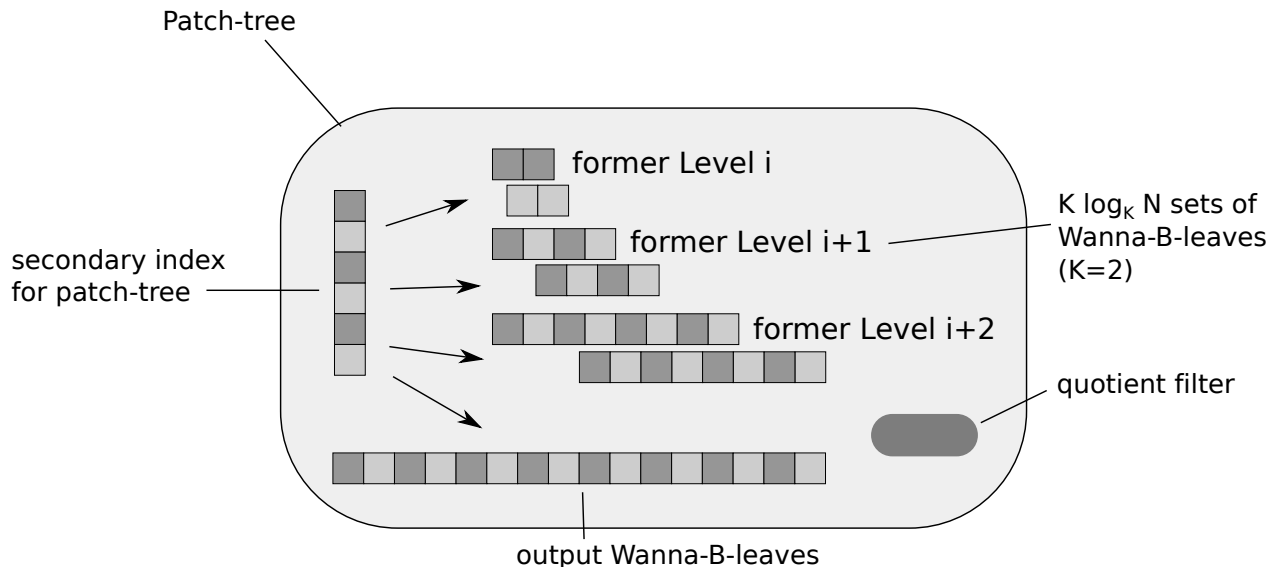 Patch-tree
former Level i
former Level i+1
K log_K N sets of
Wanna-B-leaves
(K=2)
secondary index
for patch-tree
former Level i+2
quotient filter
output Wanna-B-leaves